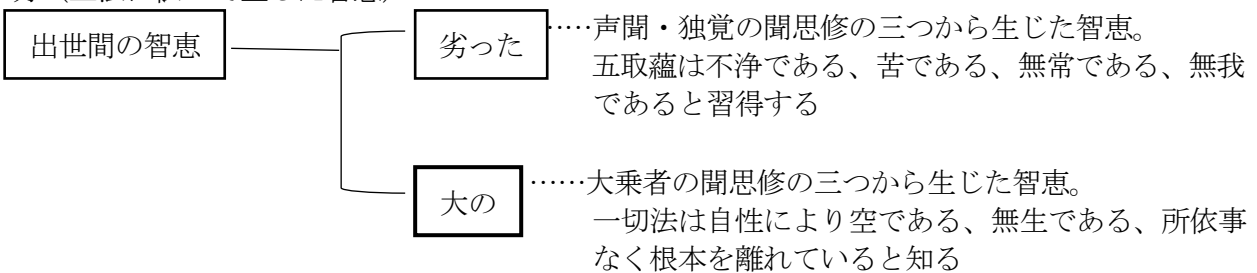 出世間の智恵
劣った
……声聞・独覚の聞思修の三つから生じた智恵。
五取蘊は不浄である、苦である、無常である、無我
であると習得する
大の
……大乗者の聞思修の三つから生じた智恵。
一切法は自性により空である、無生である、所依事
なく根本を離れていると知る